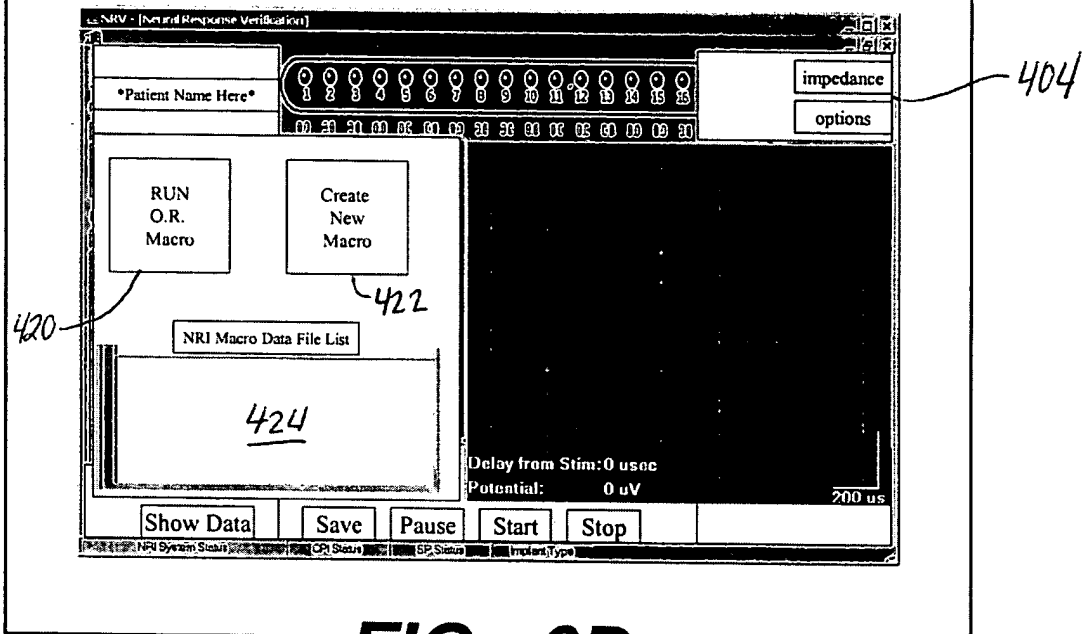 NRV - [Neural Response Verification]
*Patient Name Here*
1 2 3 4 5 6 7 8 9 10 11 12 13 14 15 16
impedance
options
404
RUN
O.R.
Macro
Create
New
Macro
420
422
NRI Macro Data File List
424
Delay from Stim: 0 usec
Potential: 0 uV
200 us
Show Data
Save
Pause
Start
Stop
NRI System Status
CPI Status
SP Status
Implant Type